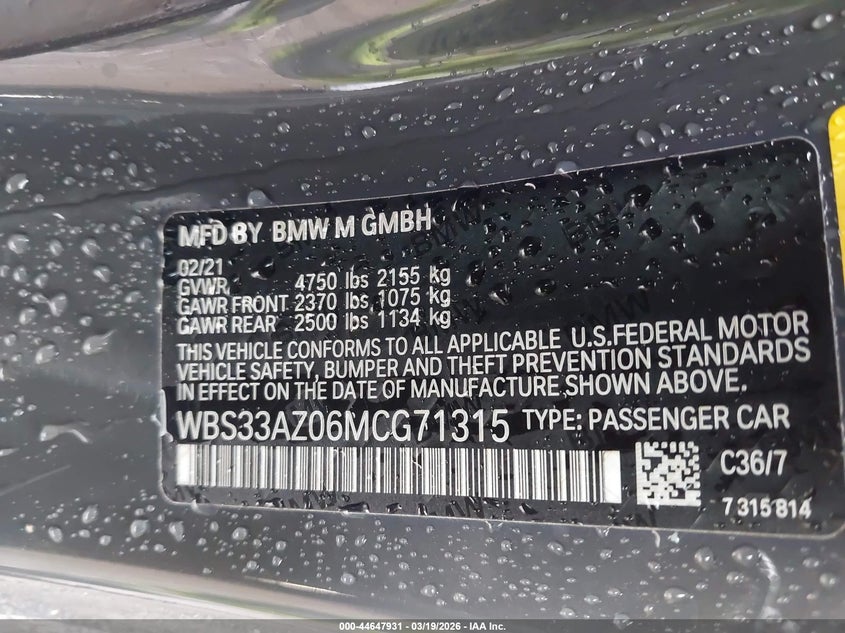 MFD BY BMW M GMBH
02/21
GVWR 4750 lbs 2155 kg
GAWR FRONT 2370 lbs 1075 kg
GAWR REAR 2500 lbs 1134 kg
THIS VEHICLE CONFORMS TO ALL APPLICABLE U.S.FEDERAL MOTOR
VEHICLE SAFETY, BUMPER AND THEFT PREVENTION STANDARDS
IN EFFECT ON THE DATE OF MANUFACTURE SHOWN ABOVE.
WBS33AZ06MCG71315 TYPE: PASSENGER CAR
C36/7
7 315 814
000-44647931 - 03/19/2026 - IAA Inc.